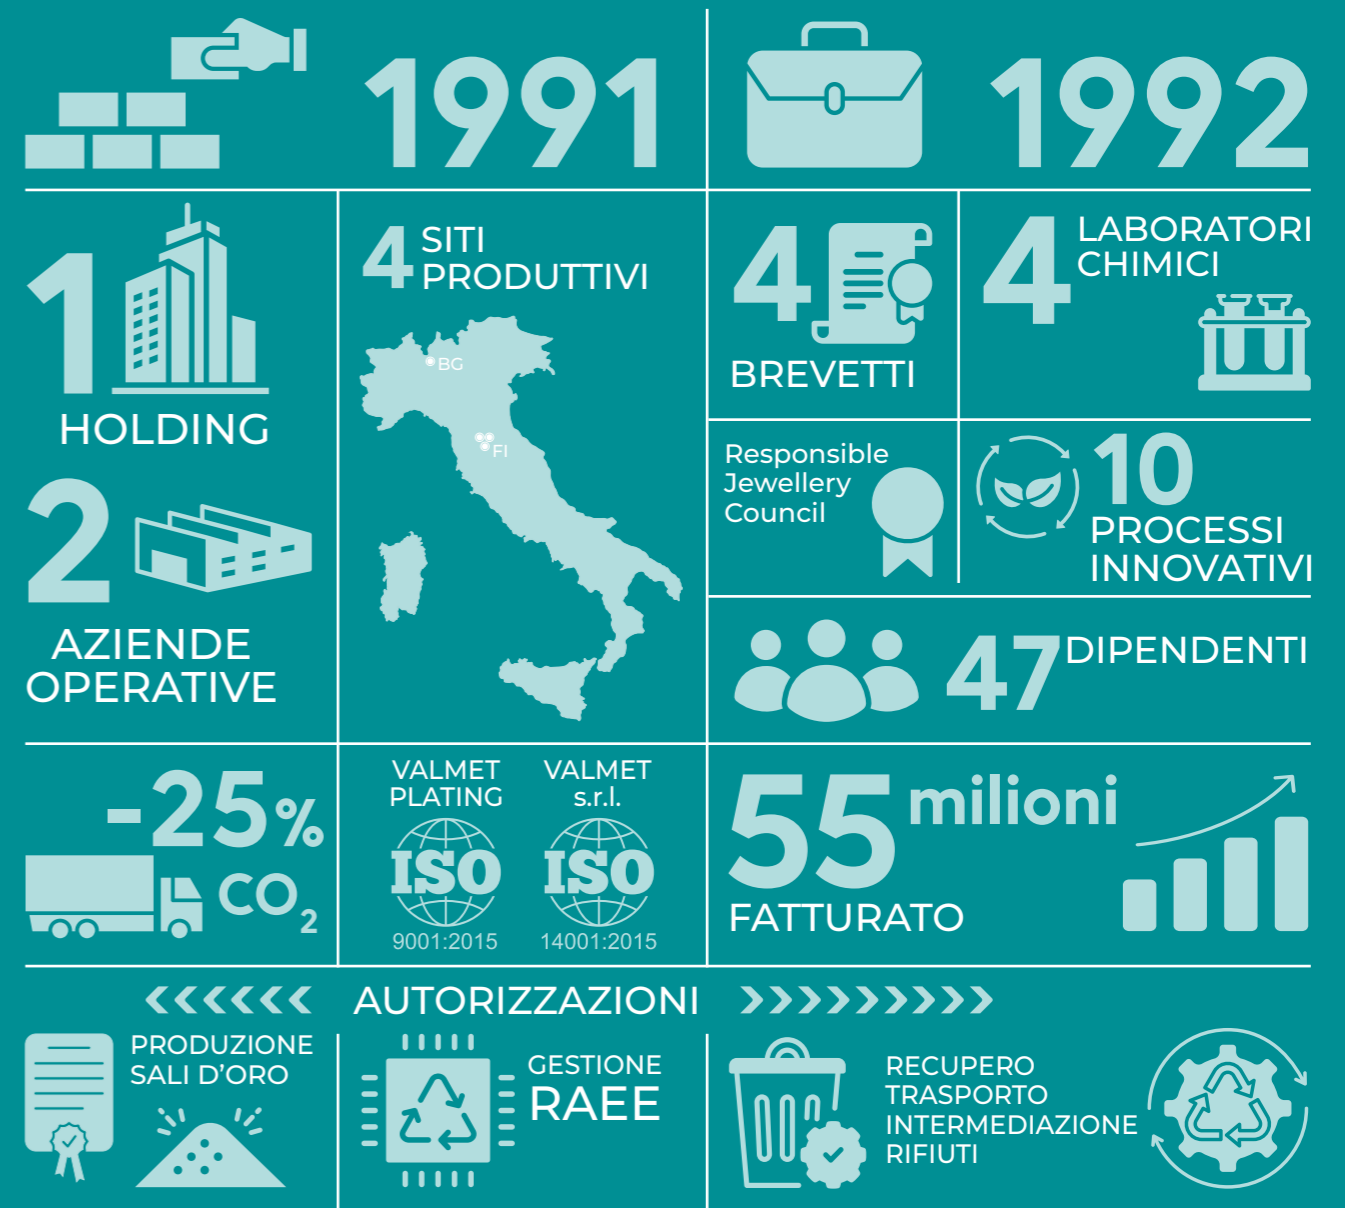 1991
1992
1
HOLDING
2
AZIENDE
OPERATIVE
4 SITI
PRODUTTIVI
BG
FI
4
BREVETTI
4 LABORATORI
CHIMICI
Responsible
Jewellery
Council
10
PROCESSI
INNOVATIVI
47 DIPENDENTI
-25%
CO₂
VALMET
PLATING
ISO
9001:2015
VALMET
s.r.l.
ISO
14001:2015
55 milioni
FATTURATO
AUTORIZZAZIONI
PRODUZIONE
SALI D'ORO
GESTIONE
RAEE
RECUPERO
TRASPORTO
INTERMEDIAZIONE
RIFIUTI